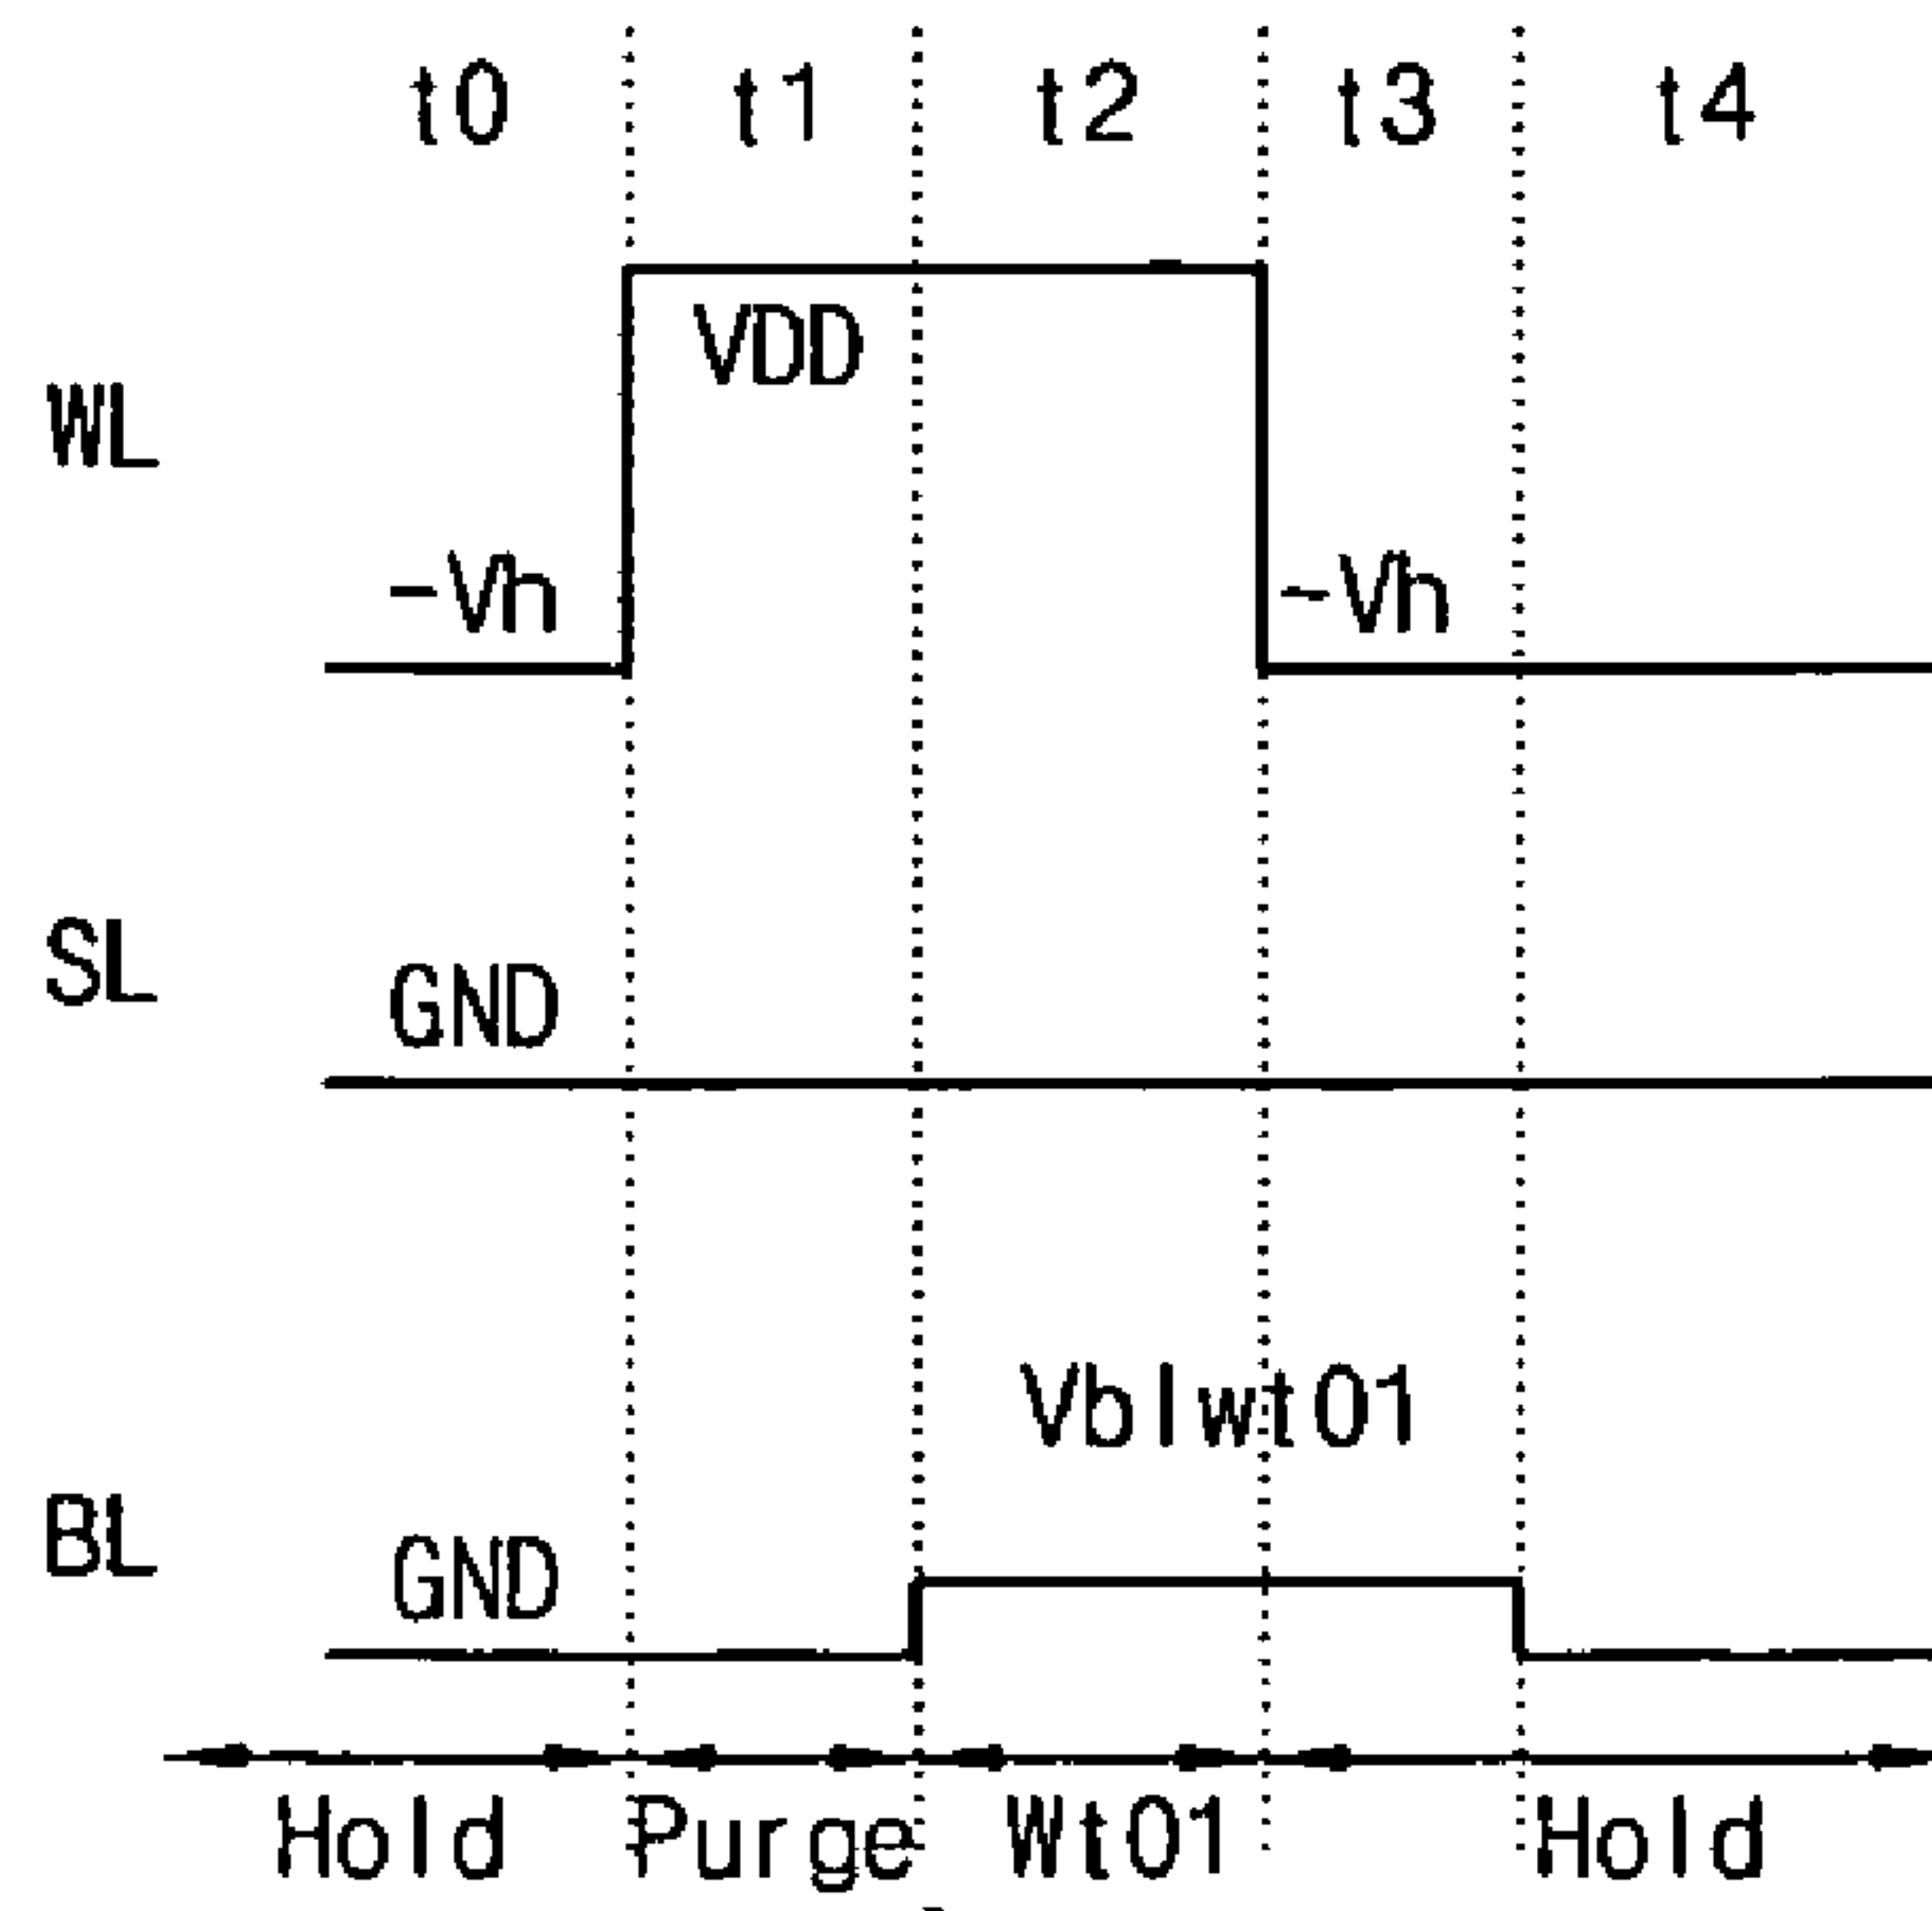 t0 t1 t2 t3 t4
VDD
WL
-Vh -Vh
SL
GND
Vblwt01
BL
GND
Hold Purge Wt01 Hold